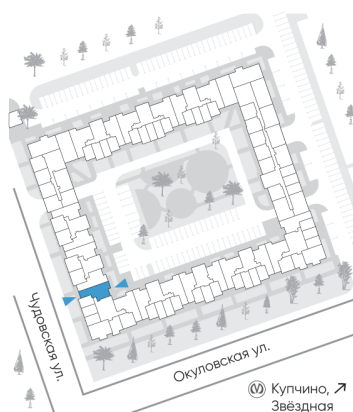 Чудовская ул.
Окуловская ул.
М Купчино, ↗
Звёздная